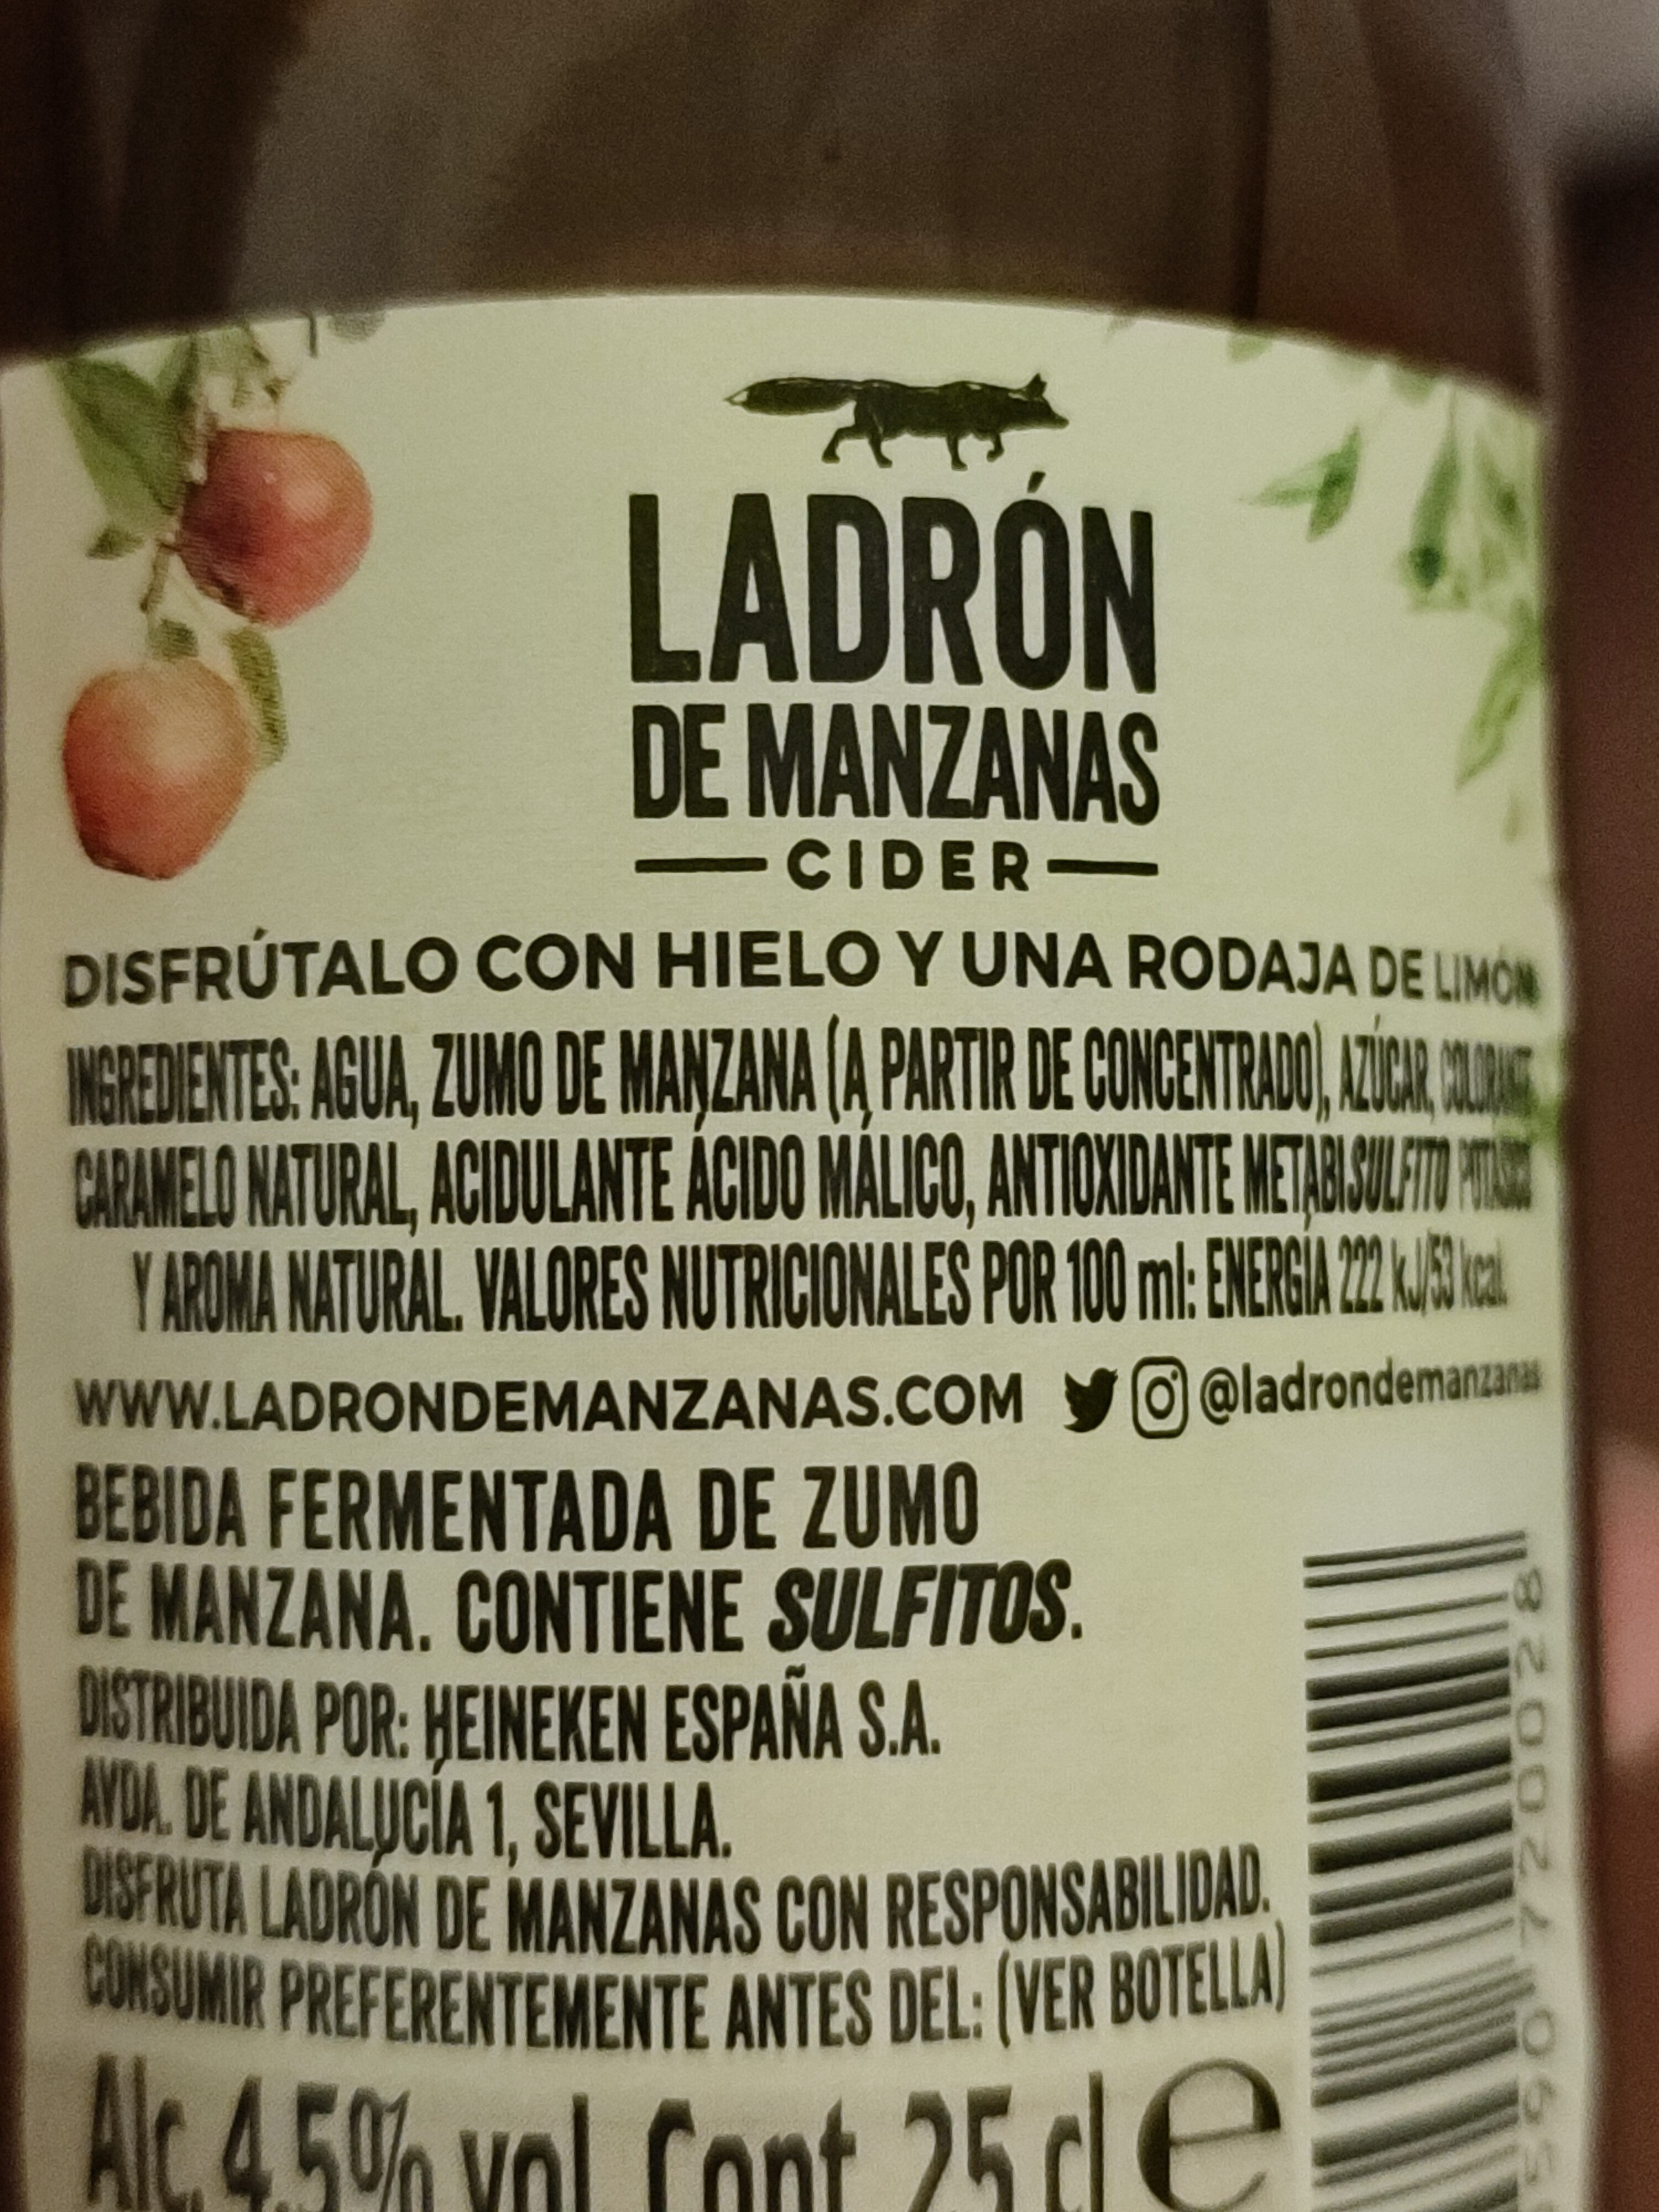 LADRÓN
DE MANZANAS
CIDER
DISFRÚTALO CON HIELO Y UNA RODAJA DE LIMÓN
INGREDIENTES: AGUA, ZUMO DE MANZANA (A PARTIR DE CONCENTRADO), AZÚCAR, COLORANTE
CARAMELO NATURAL, ACIDULANTE ÁCIDO MÁLICO, ANTIOXIDANTE METABISULFITO POTÁSICO
Y AROMA NATURAL. VALORES NUTRICIONALES POR 100 ml: ENERGÍA 222 kJ/53 kcal.
WWW.LADRONDEMANZANAS.COM @ladrondemanzanas
BEBIDA FERMENTADA DE ZUMO
DE MANZANA. CONTIENE SULFITOS.
DISTRIBUIDA POR: HEINEKEN ESPAÑA S.A.
AVDA. DE ANDALUCÍA 1, SEVILLA.
DISFRUTA LADRÓN DE MANZANAS CON RESPONSABILIDAD.
CONSUMIR PREFERENTEMENTE ANTES DEL: (VER BOTELLA)
Alc. 4,5% vol. Cont. 25 cl e